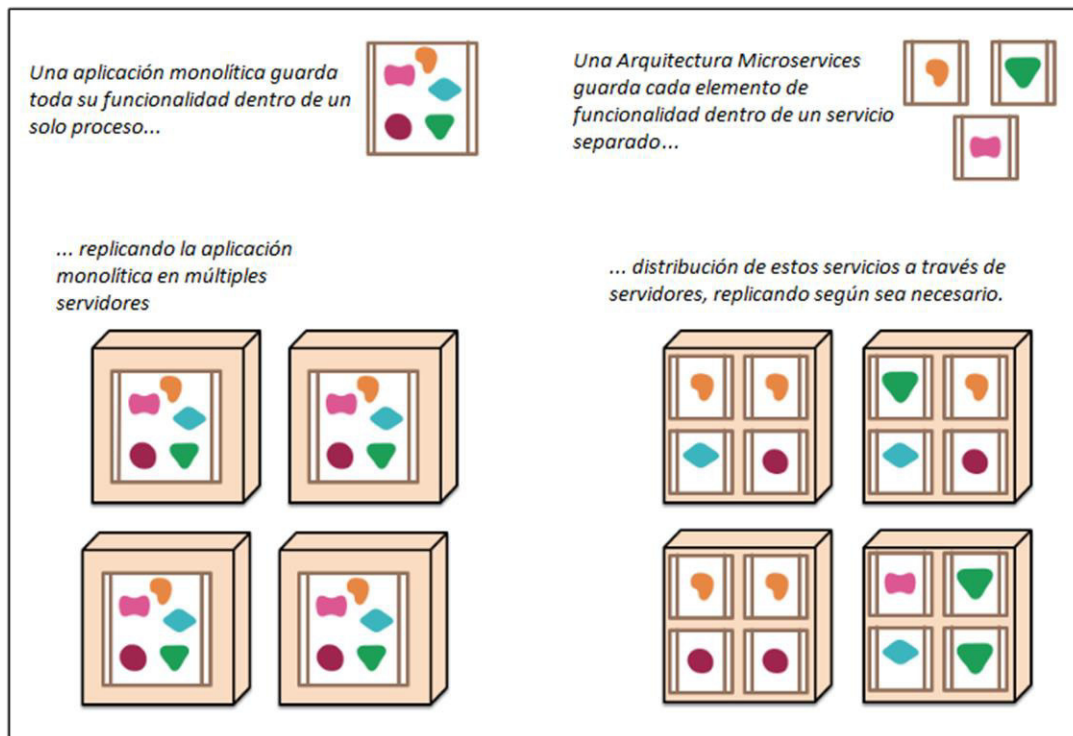 Una aplicación monolítica guarda
toda su funcionalidad dentro de un
solo proceso...
Una Arquitectura Microservices
guarda cada elemento de
funcionalidad dentro de un servicio
separado...
... replicando la aplicación
monolítica en múltiples
servidores
... distribución de estos servicios a través de
servidores, replicando según sea necesario.